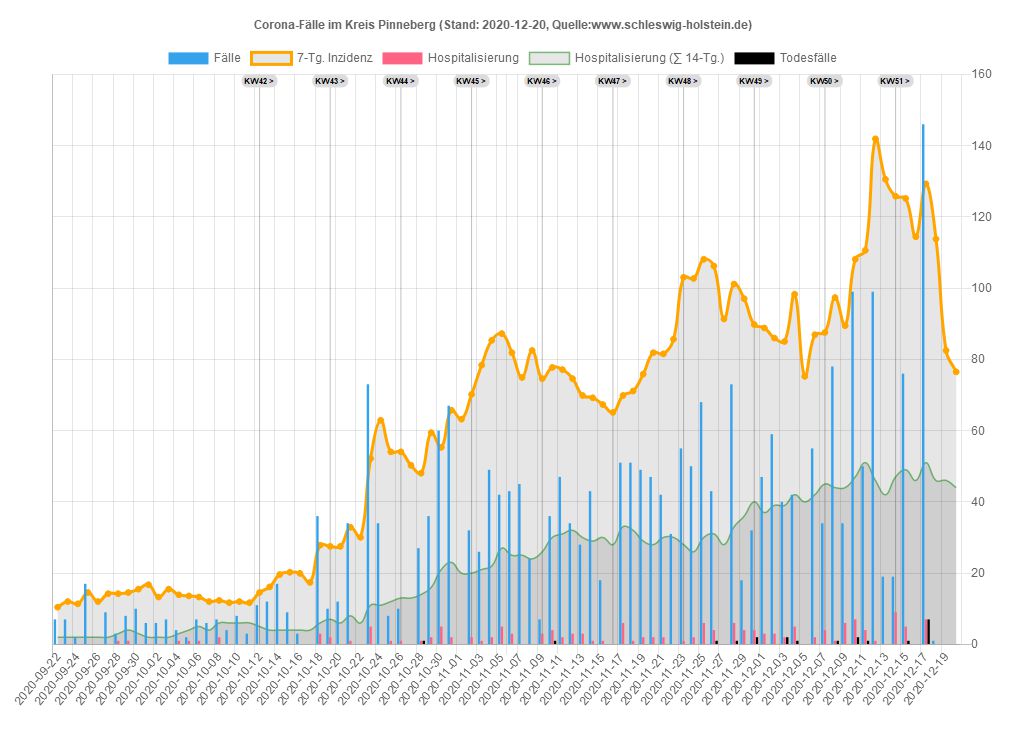 Corona-Fälle im Kreis Pinneberg (Stand: 2020-12-20, Quelle:www.schleswig-holstein.de)
Fälle 7-Tg. Inzidenz Hospitalisierung Hospitalisierung (∑ 14-Tg.) Todesfälle
KW42 > KW43 > KW44 > KW45 > KW46 > KW47 > KW48 > KW49 > KW50 > KW51 >
160
140
120
100
80
60
40
20
0
2020-09-22 2020-09-24 2020-09-26 2020-09-28 2020-09-30 2020-10-02 2020-10-04 2020-10-06 2020-10-08 2020-10-10 2020-10-12 2020-10-14 2020-10-16 2020-10-18 2020-10-20 2020-10-22 2020-10-24 2020-10-26 2020-10-28 2020-10-30 2020-11-01 2020-11-03 2020-11-05 2020-11-07 2020-11-09 2020-11-11 2020-11-13 2020-11-15 2020-11-17 2020-11-19 2020-11-21 2020-11-23 2020-11-25 2020-11-27 2020-11-29 2020-12-01 2020-12-03 2020-12-05 2020-12-07 2020-12-09 2020-12-11 2020-12-13 2020-12-15 2020-12-17 2020-12-19